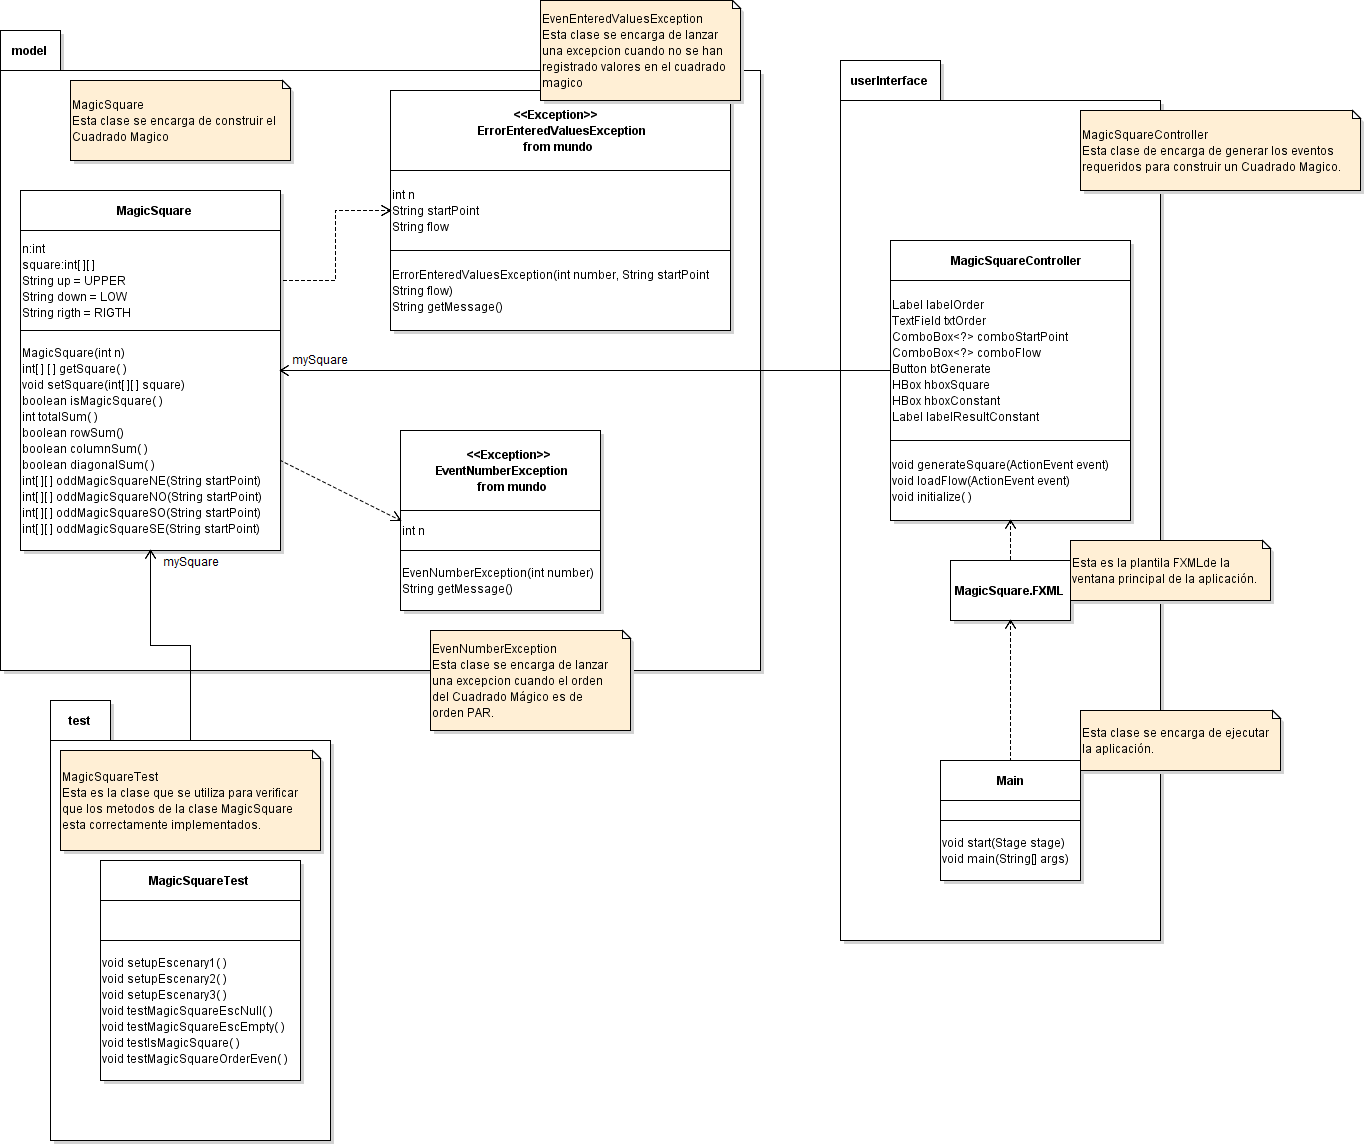 model
MagicSquare
Esta clase se encarga de construir el
Cuadrado Magico
EvenEnteredValuesException
Esta clase se encarga de lanzar
una excepcion cuando no se han
registrado valores en el cuadrado
magico
<<Exception>>
ErrorEnteredValuesException
from mundo
int n
String startPoint
String flow
ErrorEnteredValuesException(int number, String startPoint
String flow)
String getMessage()
MagicSquare
n:int
square:int[ ][ ]
String up = UPPER
String down = LOW
String rigth = RIGTH
MagicSquare(int n)
int[ ] [ ] getSquare( )
void setSquare(int[ ][ ] square)
boolean isMagicSquare( )
int totalSum( )
boolean rowSum()
boolean columnSum( )
boolean diagonalSum( )
int[ ][ ] oddMagicSquareNE(String startPoint)
int[ ][ ] oddMagicSquareNO(String startPoint)
int[ ][ ] oddMagicSquareSO(String startPoint)
int[ ][ ] oddMagicSquareSE(String startPoint)
mySquare
mySquare
<<Exception>>
EventNumberException
from mundo
int n
EvenNumberException(int number)
String getMessage()
EvenNumberException
Esta clase se encarga de lanzar
una excepcion cuando el orden
del Cuadrado Mágico es de
orden PAR.
test
MagicSquareTest
Esta es la clase que se utiliza para verificar
que los metodos de la clase MagicSquare
esta correctamente implementados.
MagicSquareTest
void setupEscenary1( )
void setupEscenary2( )
void setupEscenary3( )
void testMagicSquareEscNull( )
void testMagicSquareEscEmpty( )
void testIsMagicSquare( )
void testMagicSquareOrderEven( )
userInterface
MagicSquareController
Esta clase de encarga de generar los eventos
requeridos para construir un Cuadrado Magico.
MagicSquareController
Label labelOrder
TextField txtOrder
ComboBox<?> comboStartPoint
ComboBox<?> comboFlow
Button btGenerate
HBox hboxSquare
HBox hboxConstant
Label labelResultConstant
void generateSquare(ActionEvent event)
void loadFlow(ActionEvent event)
void initialize( )
Esta es la plantila FXMLde la
ventana principal de la aplicación.
MagicSquare.FXML
Esta clase se encarga de ejecutar
la aplicación.
Main
void start(Stage stage)
void main(String[] args)